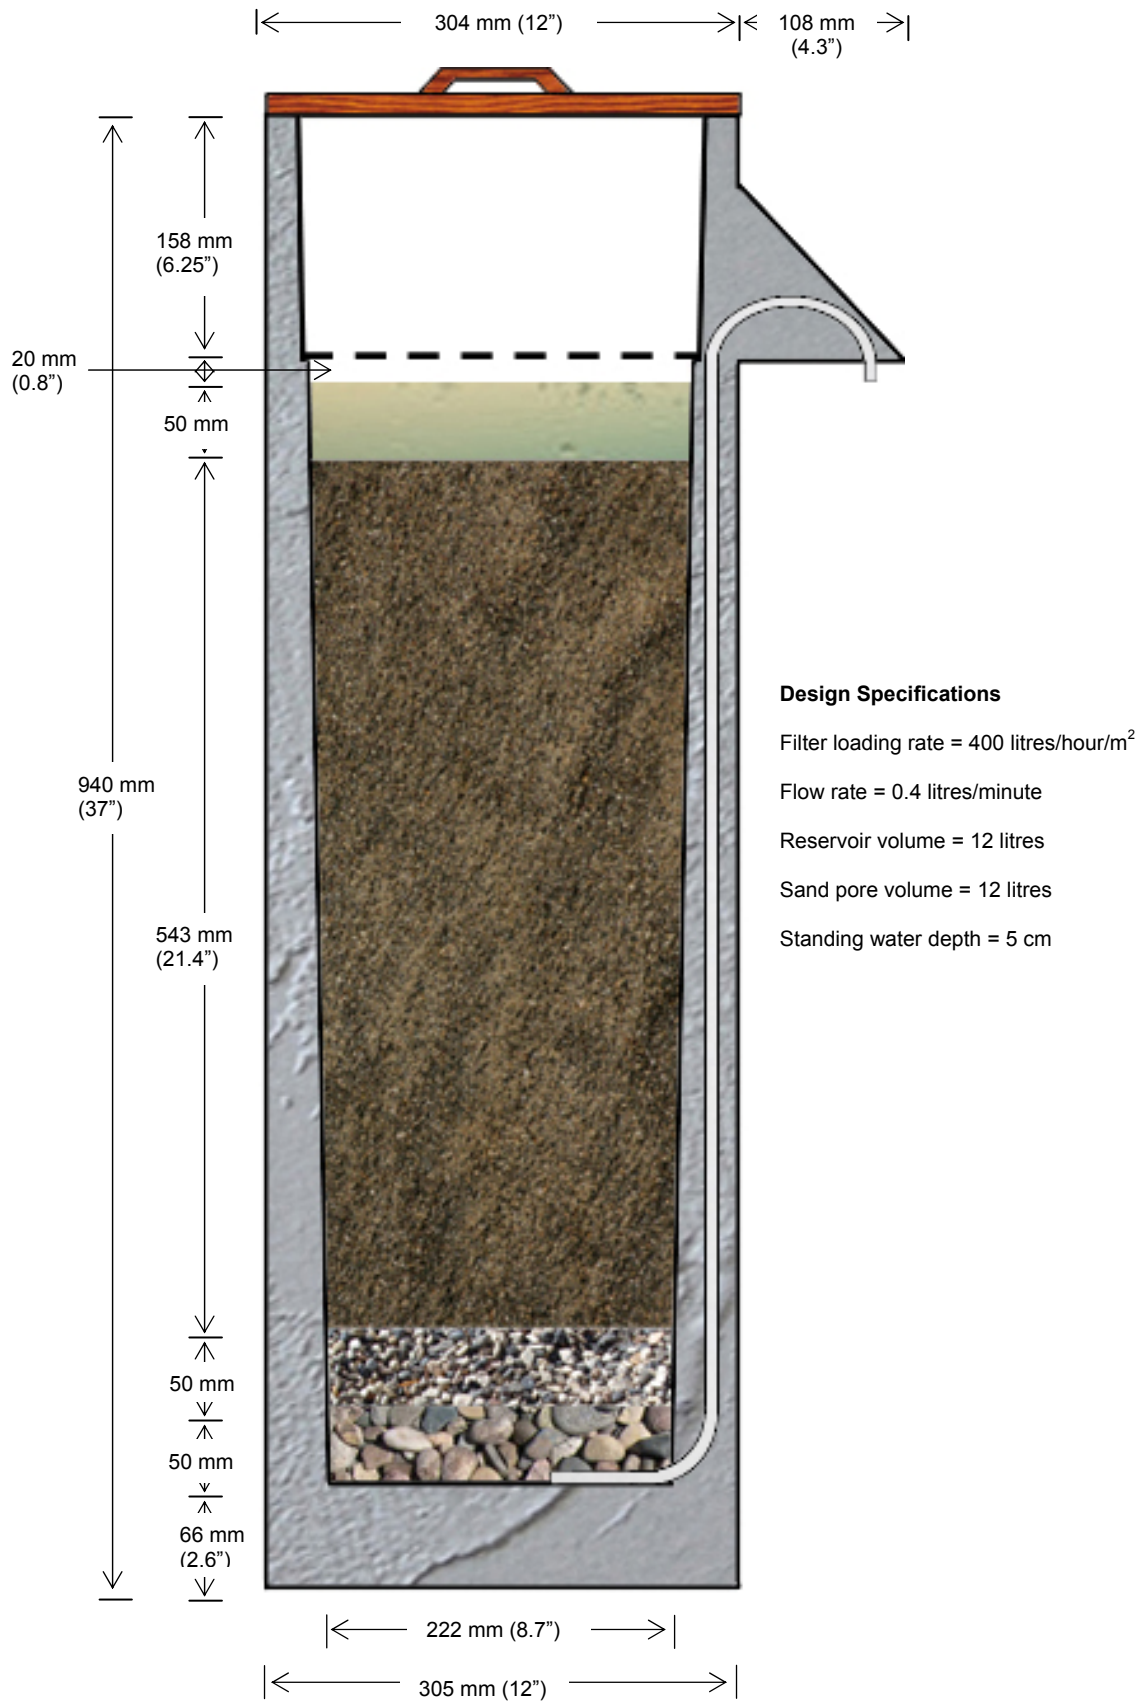 304 mm (12”)
108 mm
(4.3”)
158 mm
(6.25”)
20 mm
(0.8”)
50 mm
543 mm
(21.4”)
940 mm
(37”)
Design Specifications
Filter loading rate = 400 litres/hour/m²
Flow rate = 0.4 litres/minute
Reservoir volume = 12 litres
Sand pore volume = 12 litres
Standing water depth = 5 cm
50 mm
50 mm
66 mm
(2.6”)
222 mm (8.7”)
305 mm (12”)